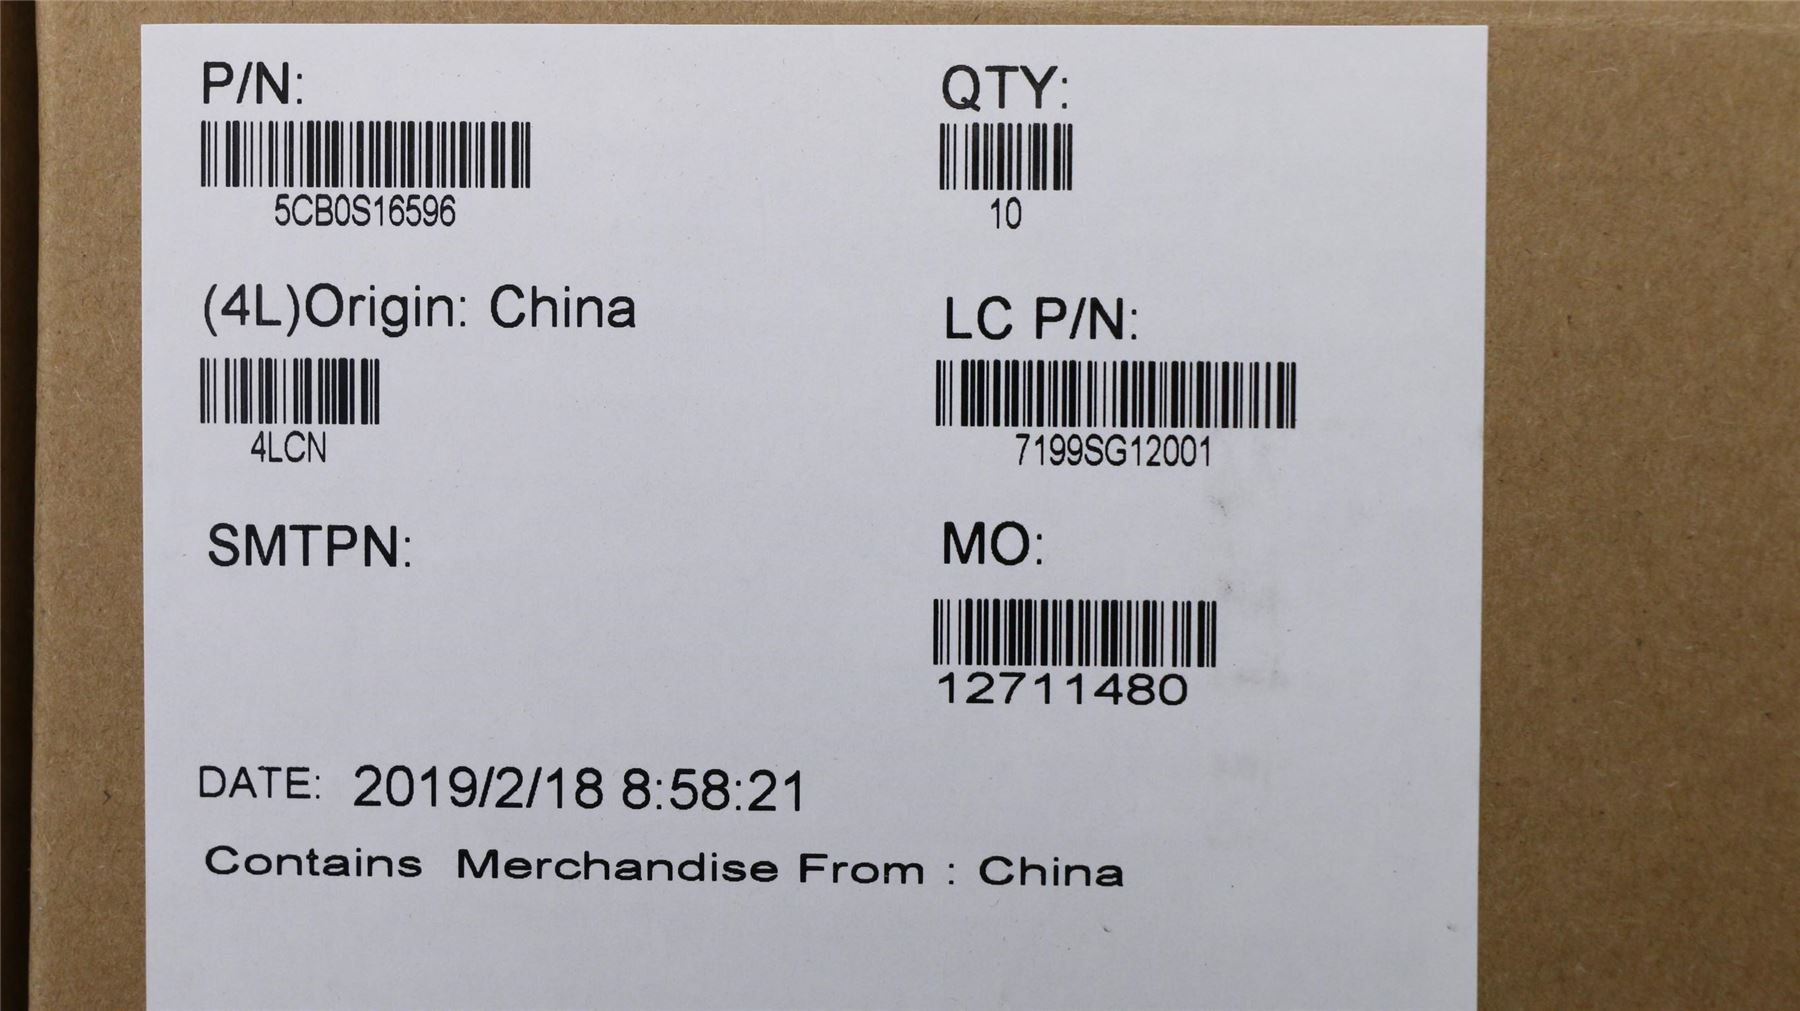 P/N:
5CB0S16596
QTY:
10
(4L)Origin: China
4LCN
LC P/N:
7199SG12001
SMTPN:
MO:
12711480
DATE: 2019/2/18 8:58:21
Contains Merchandise From : China